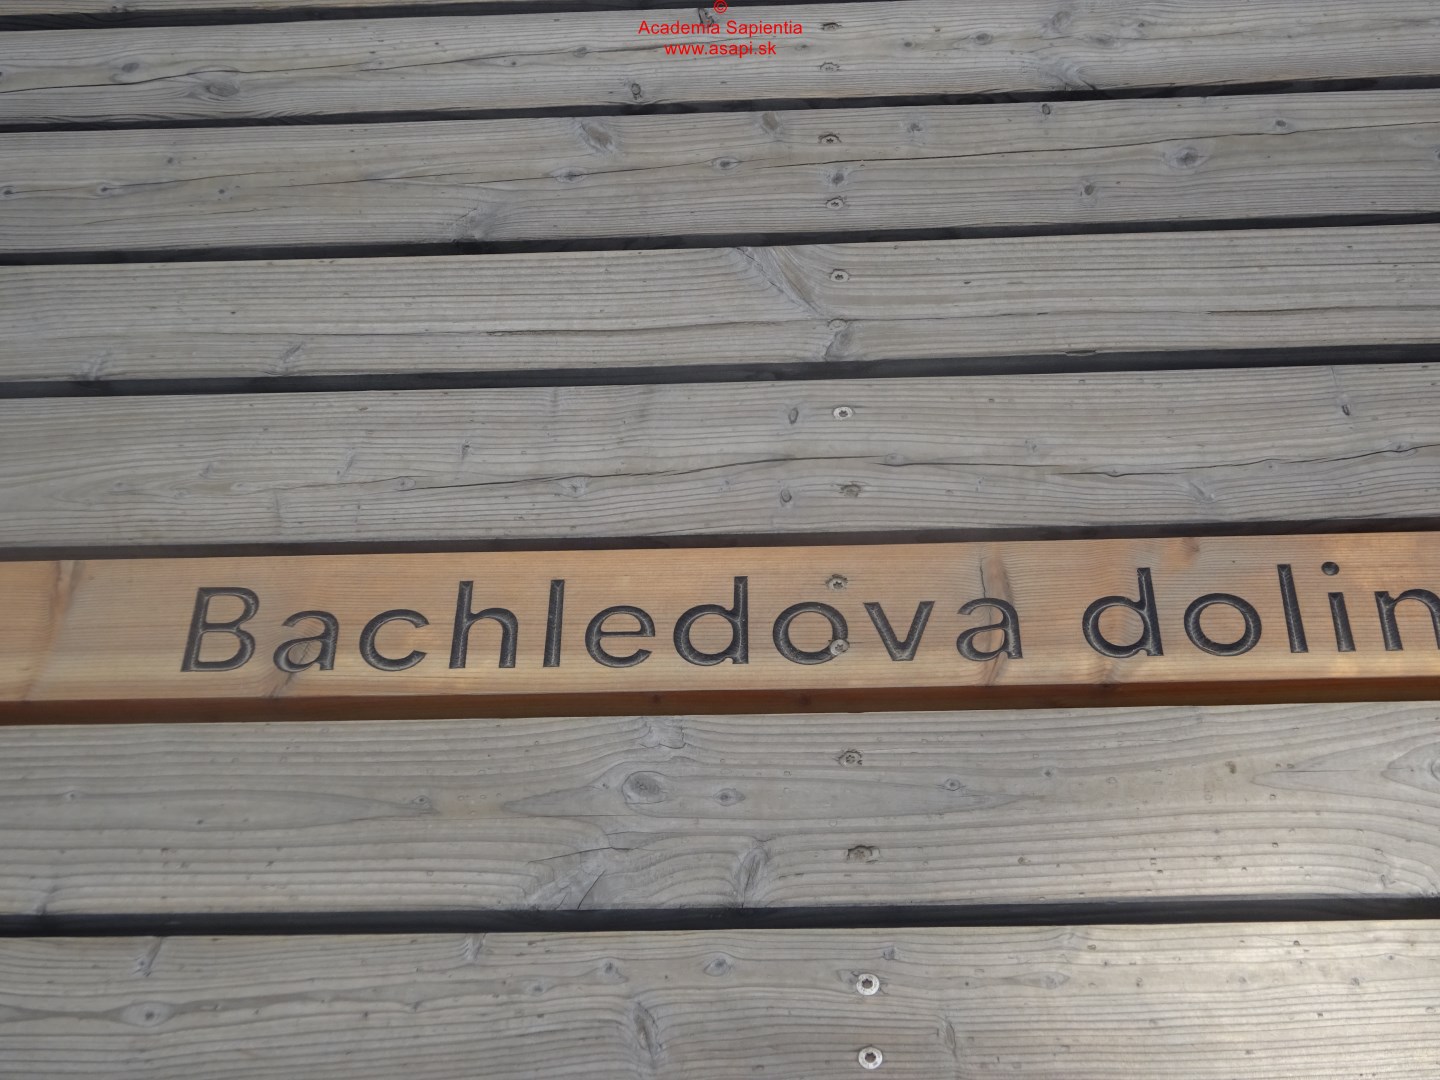 ©
Academia Sapientia
www.asapi.sk
Bachledova dolin